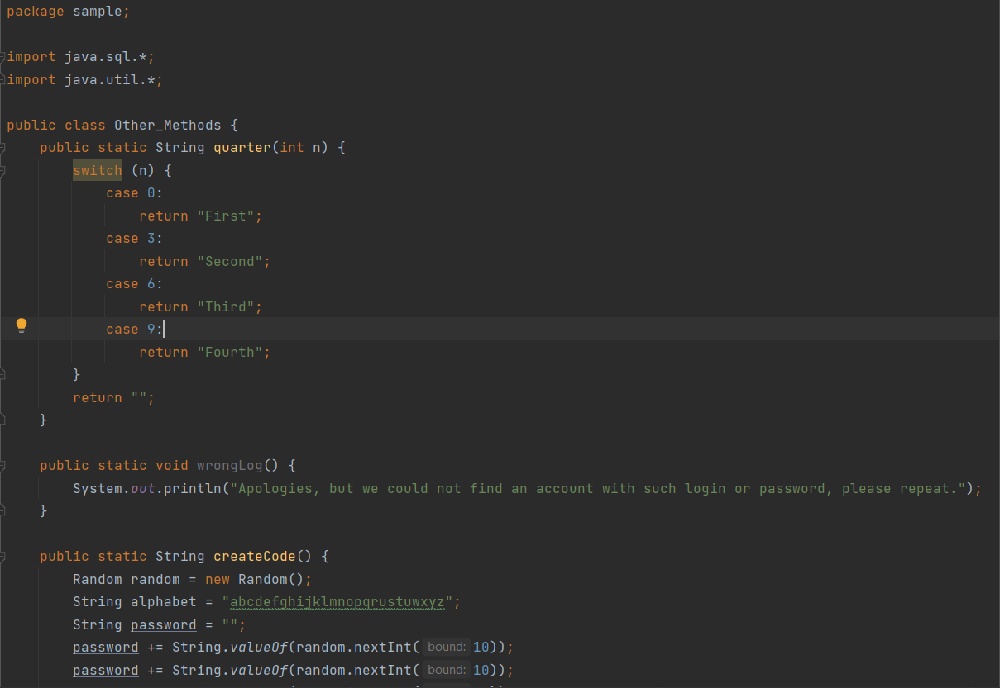 package sample;
import java.sql.*;
import java.util.*;
public class Other_Methods {
public static String quarter(int n) {
switch (n) {
case 0:
return "First";
case 3:
return "Second";
case 6:
return "Third";
case 9:
return "Fourth";
}
return "";
}
public static void wrongLog() {
System.out.println("Apologies, but we could not find an account with such login or password, please repeat.");
}
public static String createCode() {
Random random = new Random();
String alphabet = "abcdefghijklmnopqrustuwxyz";
String password = "";
password += String.valueOf(random.nextInt( bound: 10));
password += String.valueOf(random.nextInt( bound: 10));